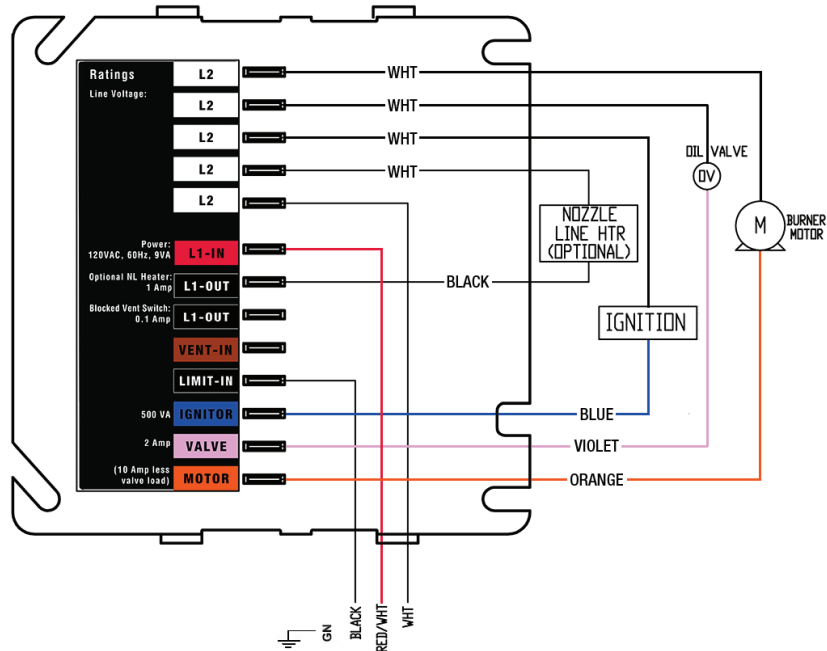 Ratings
Line Voltage:
L2
WHT
L2
WHT
L2
WHT
L2
WHT
L2
OIL VALVE
OV
M
BURNER
MOTOR
NOZZLE
LINE HTR
(OPTIONAL)
Power:
120VAC, 60Hz, 9VA
L1-IN
Optional NL Heater:
1 Amp
L1-OUT
BLACK
Blocked Vent Switch:
0.1 Amp
L1-OUT
IGNITION
VENT-IN
LIMIT-IN
500 VA
IGNITOR
BLUE
2 Amp
VALVE
VIOLET
(10 Amp less
valve load)
MOTOR
ORANGE
GN
BLACK
RED/WHT
WHT